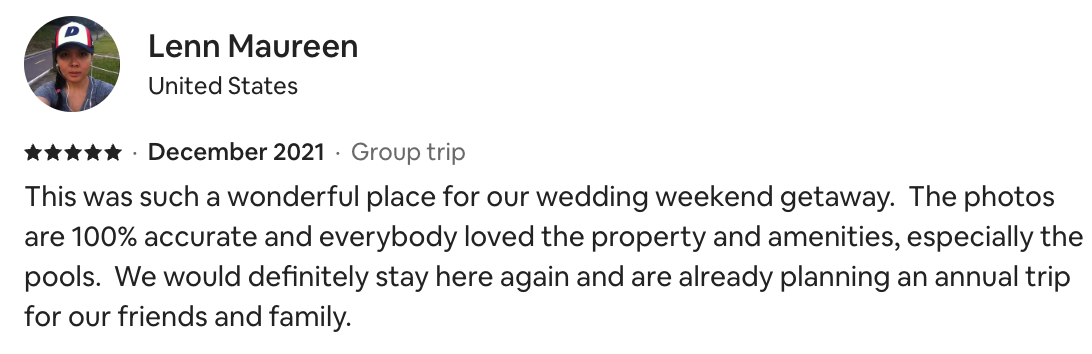 D
Lenn Maureen
United States
★★★★★ · December 2021 · Group trip
This was such a wonderful place for our wedding weekend getaway.  The photos
are 100% accurate and everybody loved the property and amenities, especially the
pools.  We would definitely stay here again and are already planning an annual trip
for our friends and family.